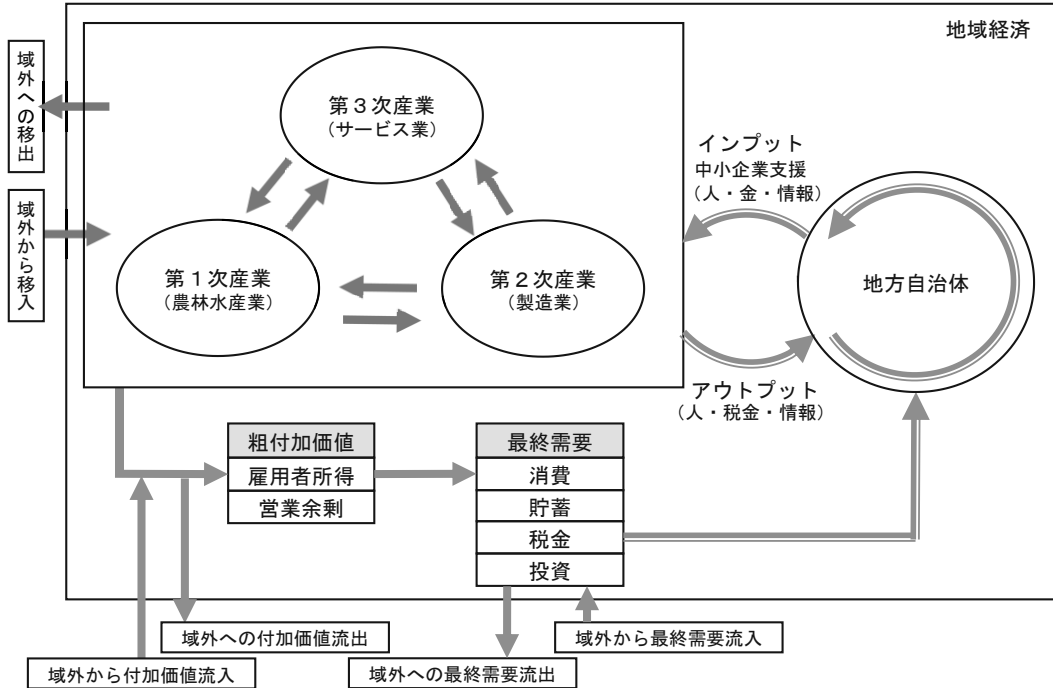 地域経済
域外への移出
域外から移入
第３次産業
（サービス業）
第１次産業
（農林水産業）
第２次産業
（製造業）
インプット
中小企業支援
（人・金・情報）
地方自治体
アウトプット
（人・税金・情報）
粗付加価値
雇用者所得
営業余剰
最終需要
消費
貯蓄
税金
投資
域外への付加価値流出
域外から最終需要流入
域外から付加価値流入
域外への最終需要流出